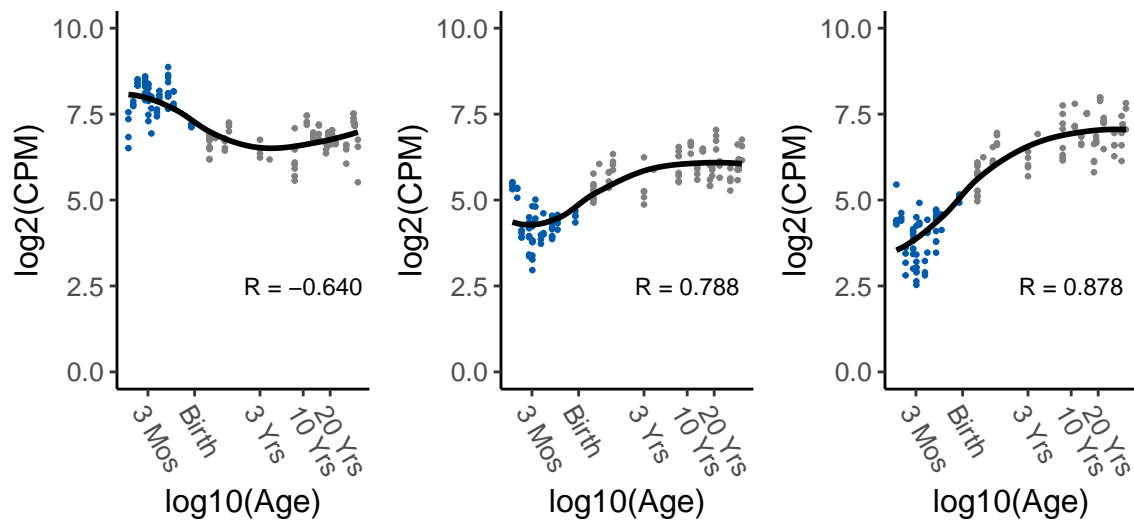 log2(CPM)
10.0
7.5
5.0
2.5
0.0
R = −0.640
3 Mos
Birth
3 Yrs
10 Yrs
20 Yrs
log10(Age)
log2(CPM)
10.0
7.5
5.0
2.5
0.0
R = 0.788
3 Mos
Birth
3 Yrs
10 Yrs
20 Yrs
log10(Age)
log2(CPM)
10.0
7.5
5.0
2.5
0.0
R = 0.878
3 Mos
Birth
3 Yrs
10 Yrs
20 Yrs
log10(Age)